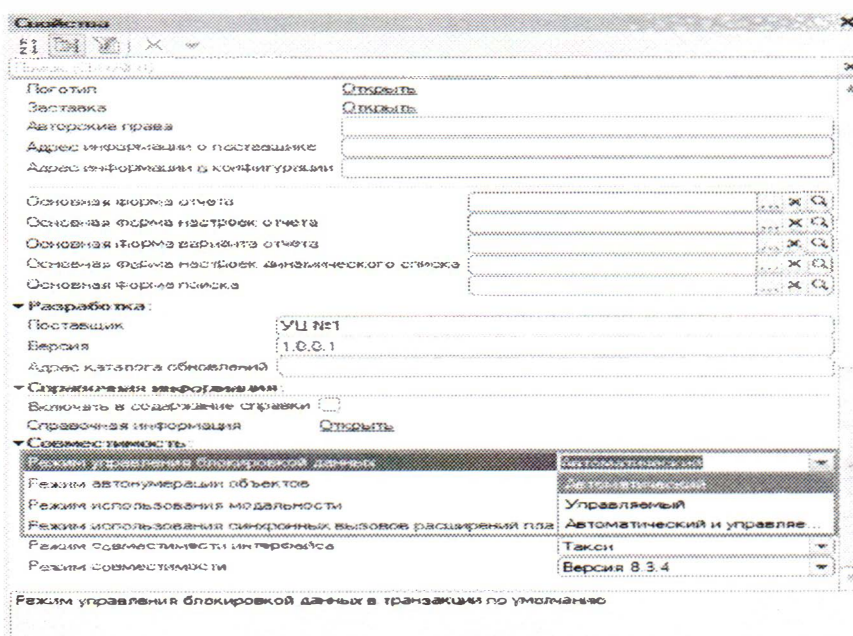 Свойства
Логотип Открыть
Заставка Открыть
Авторские права
Адрес информации о поставщике
Адрес информации о конфигурации
Основная форма отчета
Основная форма настроек отчета
Основная форма варианта отчета
Основная форма настроек динамического списка
Основная форма поиска
Разработка:
Поставщик УЦ №1
Версия 1.0.0.1
Адрес каталога обновлений
Справочная информация:
Включать в содержание справки
Справочная информация Открыть
Совместимость:
Режим управления блокировкой данных Автоматический
Режим автонумерации объектов Автоматический
Режим использования модальности Управляемый
Режим использования синхронных вызовов расширений пла Автоматический и управляе...
Режим совместимости интерфейса Такси
Режим совместимости Версия 8.3.4
Режим управления блокировкой данных в транзакции по умолчанию